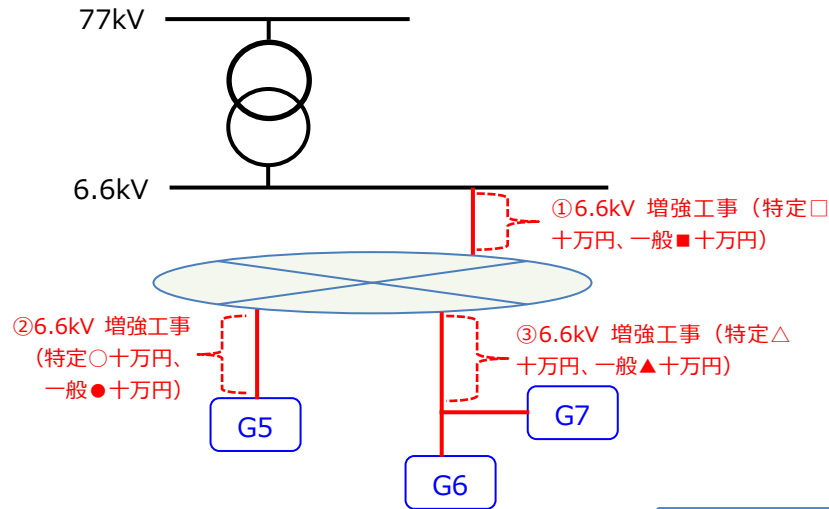 77kV
6.6kV
①6.6kV 増強工事（特定□
十万円、一般■十万円）
②6.6kV 増強工事
（特定○十万円、
一般●十万円）
③6.6kV 増強工事（特定△
十万円、一般▲十万円）
G5
G7
G6